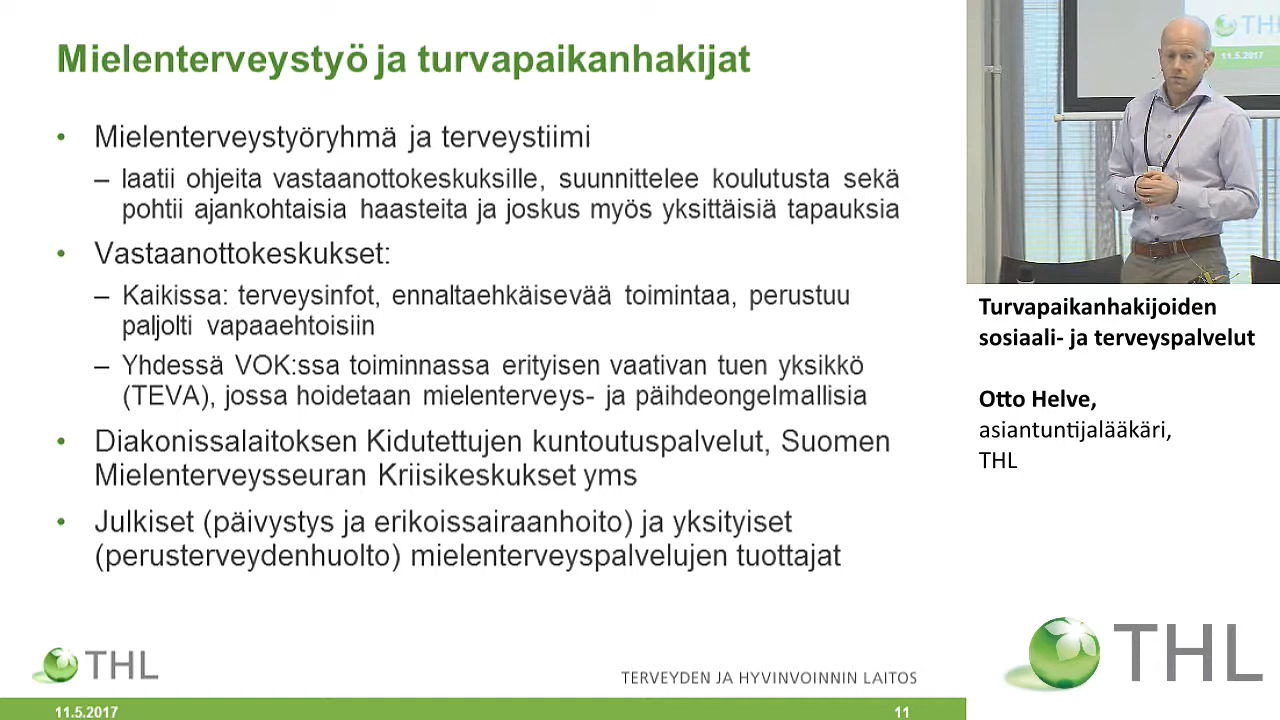 Mielenterveystyö ja turvapaikanhakijat
• Mielenterveystyöryhmä ja terveystiimi
– laatii ohjeita vastaanottokeskuksille, suunnittelee koulutusta sekä
pohtii ajankohtaisia haasteita ja joskus myös yksittäisiä tapauksia
• Vastaanottokeskukset:
– Kaikissa: terveysinfot, ennaltaehkäisevää toimintaa, perustuu
paljolti vapaaehtoisiin
– Yhdessä VOK:ssa toiminnassa erityisen vaativan tuen yksikkö
(TEVA), jossa hoidetaan mielenterveys- ja päihdeongelmallisia
• Diakonissalaitoksen Kidutettujen kuntoutuspalvelut, Suomen
Mielenterveysseuran Kriisikeskukset yms
• Julkiset (päivystys ja erikoissairaanhoito) ja yksityiset
(perusterveydenhuolto) mielenterveyspalvelujen tuottajat
THL
TERVEYDEN JA HYVINVOINNIN LAITOS
11.5.2017
11
THL
11.5.2017
Turvapaikanhakijoiden
sosiaali- ja terveyspalvelut
Otto Helve,
asiantuntijalääkäri,
THL
THL